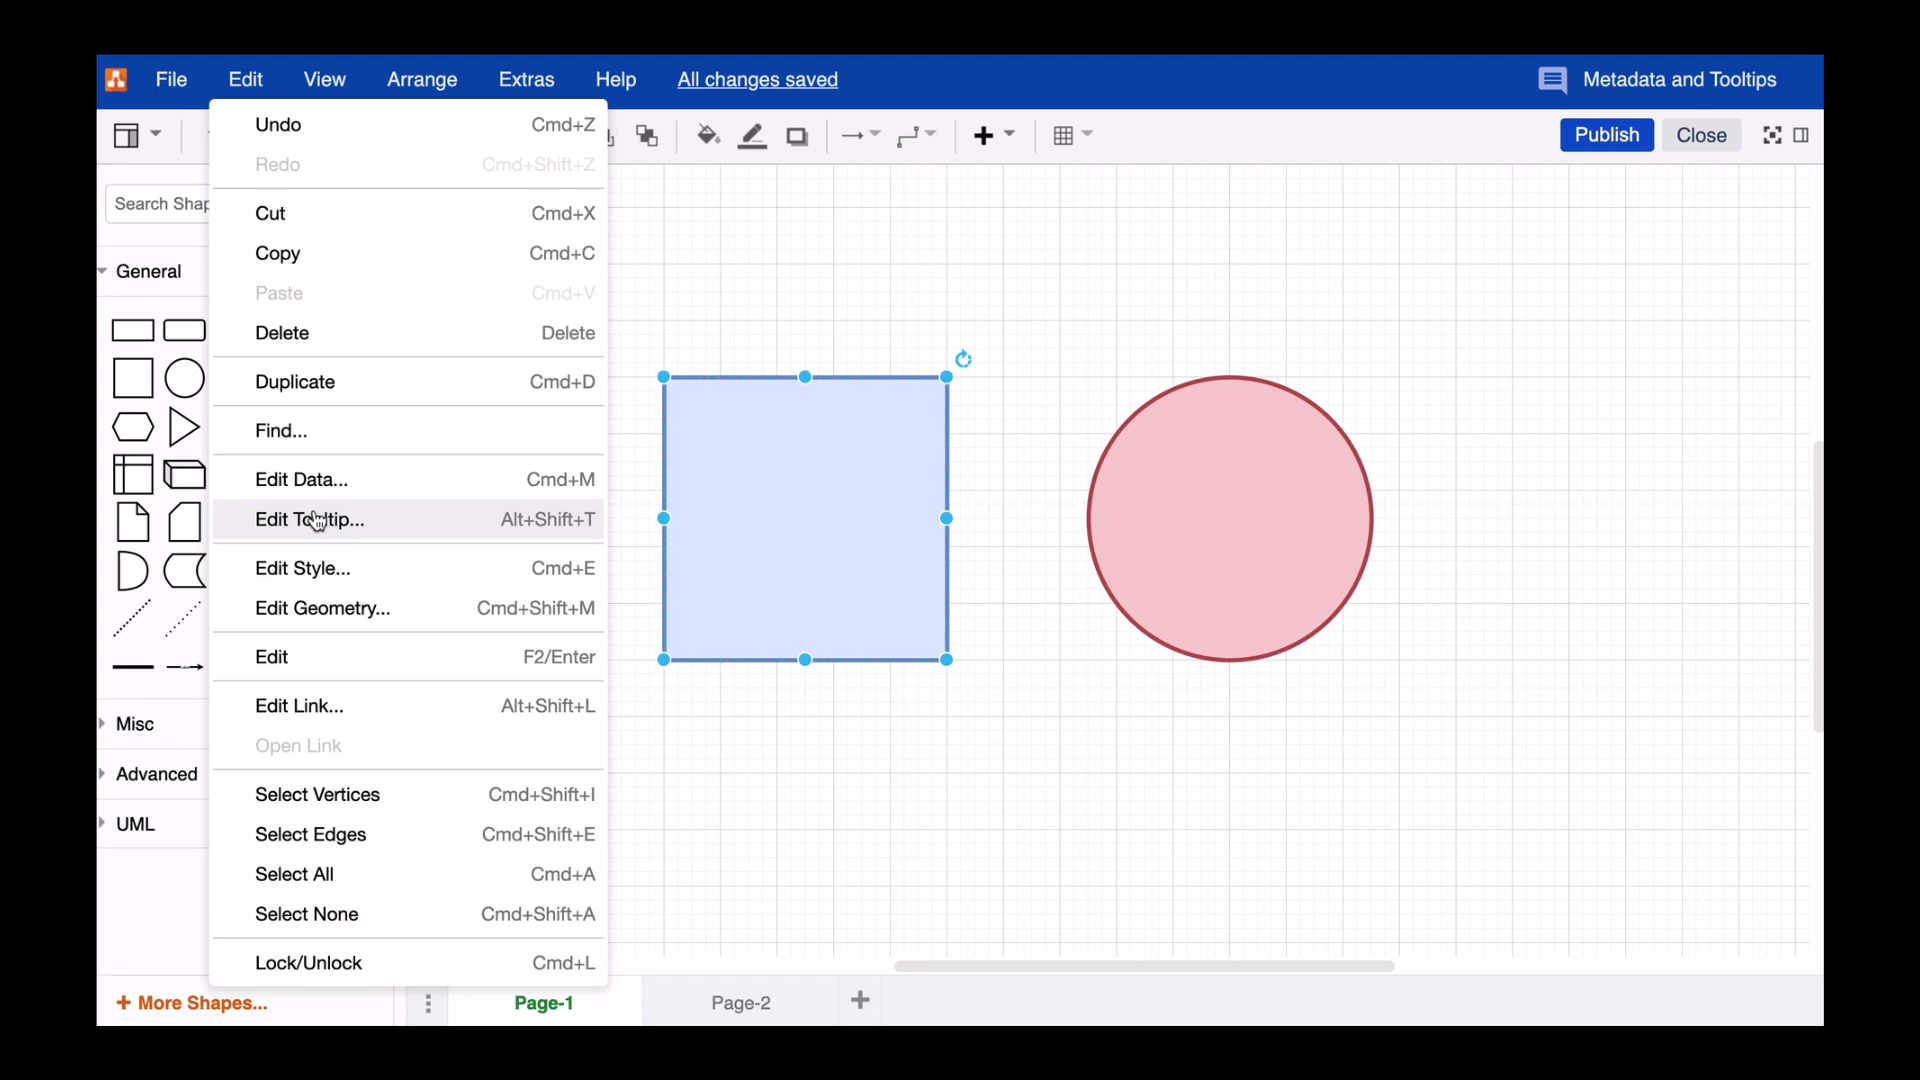 File Edit View Arrange Extras Help All changes saved Metadata and Tooltips
Publish Close
Undo Cmd+Z
Redo Cmd+Shift+Z
Search Shap
Cut Cmd+X
Copy Cmd+C
General
Paste Cmd+V
Delete Delete
Duplicate Cmd+D
Find...
Edit Data... Cmd+M
Edit Tooltip... Alt+Shift+T
Edit Style... Cmd+E
Edit Geometry... Cmd+Shift+M
Edit F2/Enter
Edit Link... Alt+Shift+L
Misc
Open Link
Advanced
Select Vertices Cmd+Shift+I
UML
Select Edges Cmd+Shift+E
Select All Cmd+A
Select None Cmd+Shift+A
Lock/Unlock Cmd+L
+ More Shapes... Page-1 Page-2